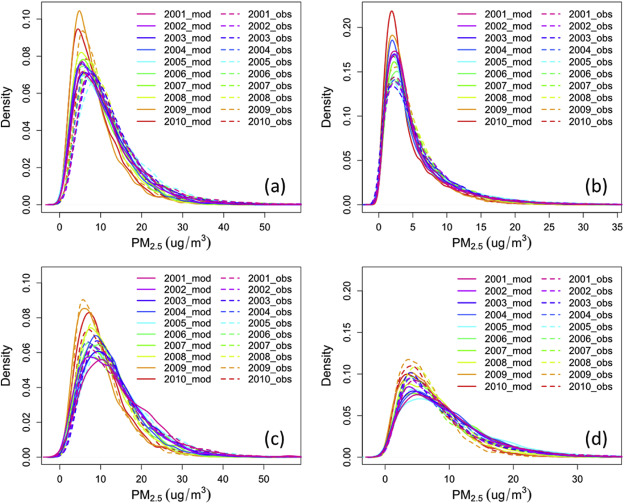 0.00 0.02 0.04 0.06 0.08 0.10
Density
2001_mod 2001_obs
2002_mod 2002_obs
2003_mod 2003_obs
2004_mod 2004_obs
2005_mod 2005_obs
2006_mod 2006_obs
2007_mod 2007_obs
2008_mod 2008_obs
2009_mod 2009_obs
2010_mod 2010_obs
(a)
0 10 20 30 40 50
PM2.5 (ug/m³)
0.00 0.05 0.10 0.15 0.20
Density
2001_mod 2001_obs
2002_mod 2002_obs
2003_mod 2003_obs
2004_mod 2004_obs
2005_mod 2005_obs
2006_mod 2006_obs
2007_mod 2007_obs
2008_mod 2008_obs
2009_mod 2009_obs
2010_mod 2010_obs
(b)
0 5 10 15 20 25 30 35
PM2.5 (ug/m³)
0.00 0.02 0.04 0.06 0.08 0.10
Density
2001_mod 2001_obs
2002_mod 2002_obs
2003_mod 2003_obs
2004_mod 2004_obs
2005_mod 2005_obs
2006_mod 2006_obs
2007_mod 2007_obs
2008_mod 2008_obs
2009_mod 2009_obs
2010_mod 2010_obs
(c)
0 10 20 30 40 50
PM2.5 (ug/m³)
0.00 0.05 0.10 0.15 0.20
Density
2001_mod 2001_obs
2002_mod 2002_obs
2003_mod 2003_obs
2004_mod 2004_obs
2005_mod 2005_obs
2006_mod 2006_obs
2007_mod 2007_obs
2008_mod 2008_obs
2009_mod 2009_obs
2010_mod 2010_obs
(d)
0 10 20 30
PM2.5 (ug/m³)